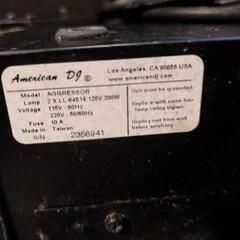 American DJ ®
Los Angeles, CA 90058 USA
www.americandj.com
Model AGGRESSOR
Lamp 2 X LL-64514 120V 300W
Voltage 115V - 60Hz
220V - 50/60Hz
Fuse 10 A
Made in Taiwan
S/N: 2356941
Unit must be grounded
Replace with same fuse
type rating shown
Unplug unit from wall
before servicing